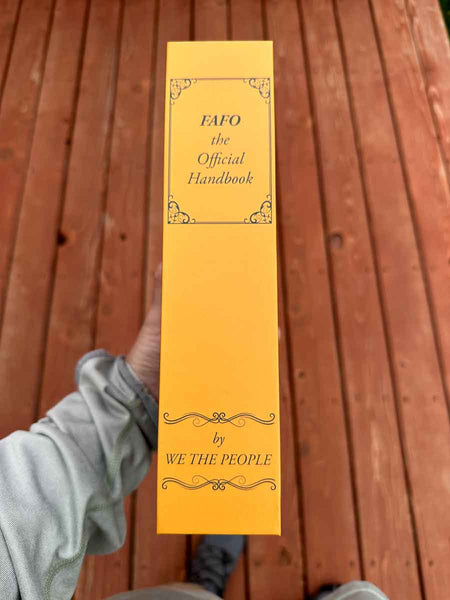 FAFO
the
Official
Handbook
by
WE THE PEOPLE